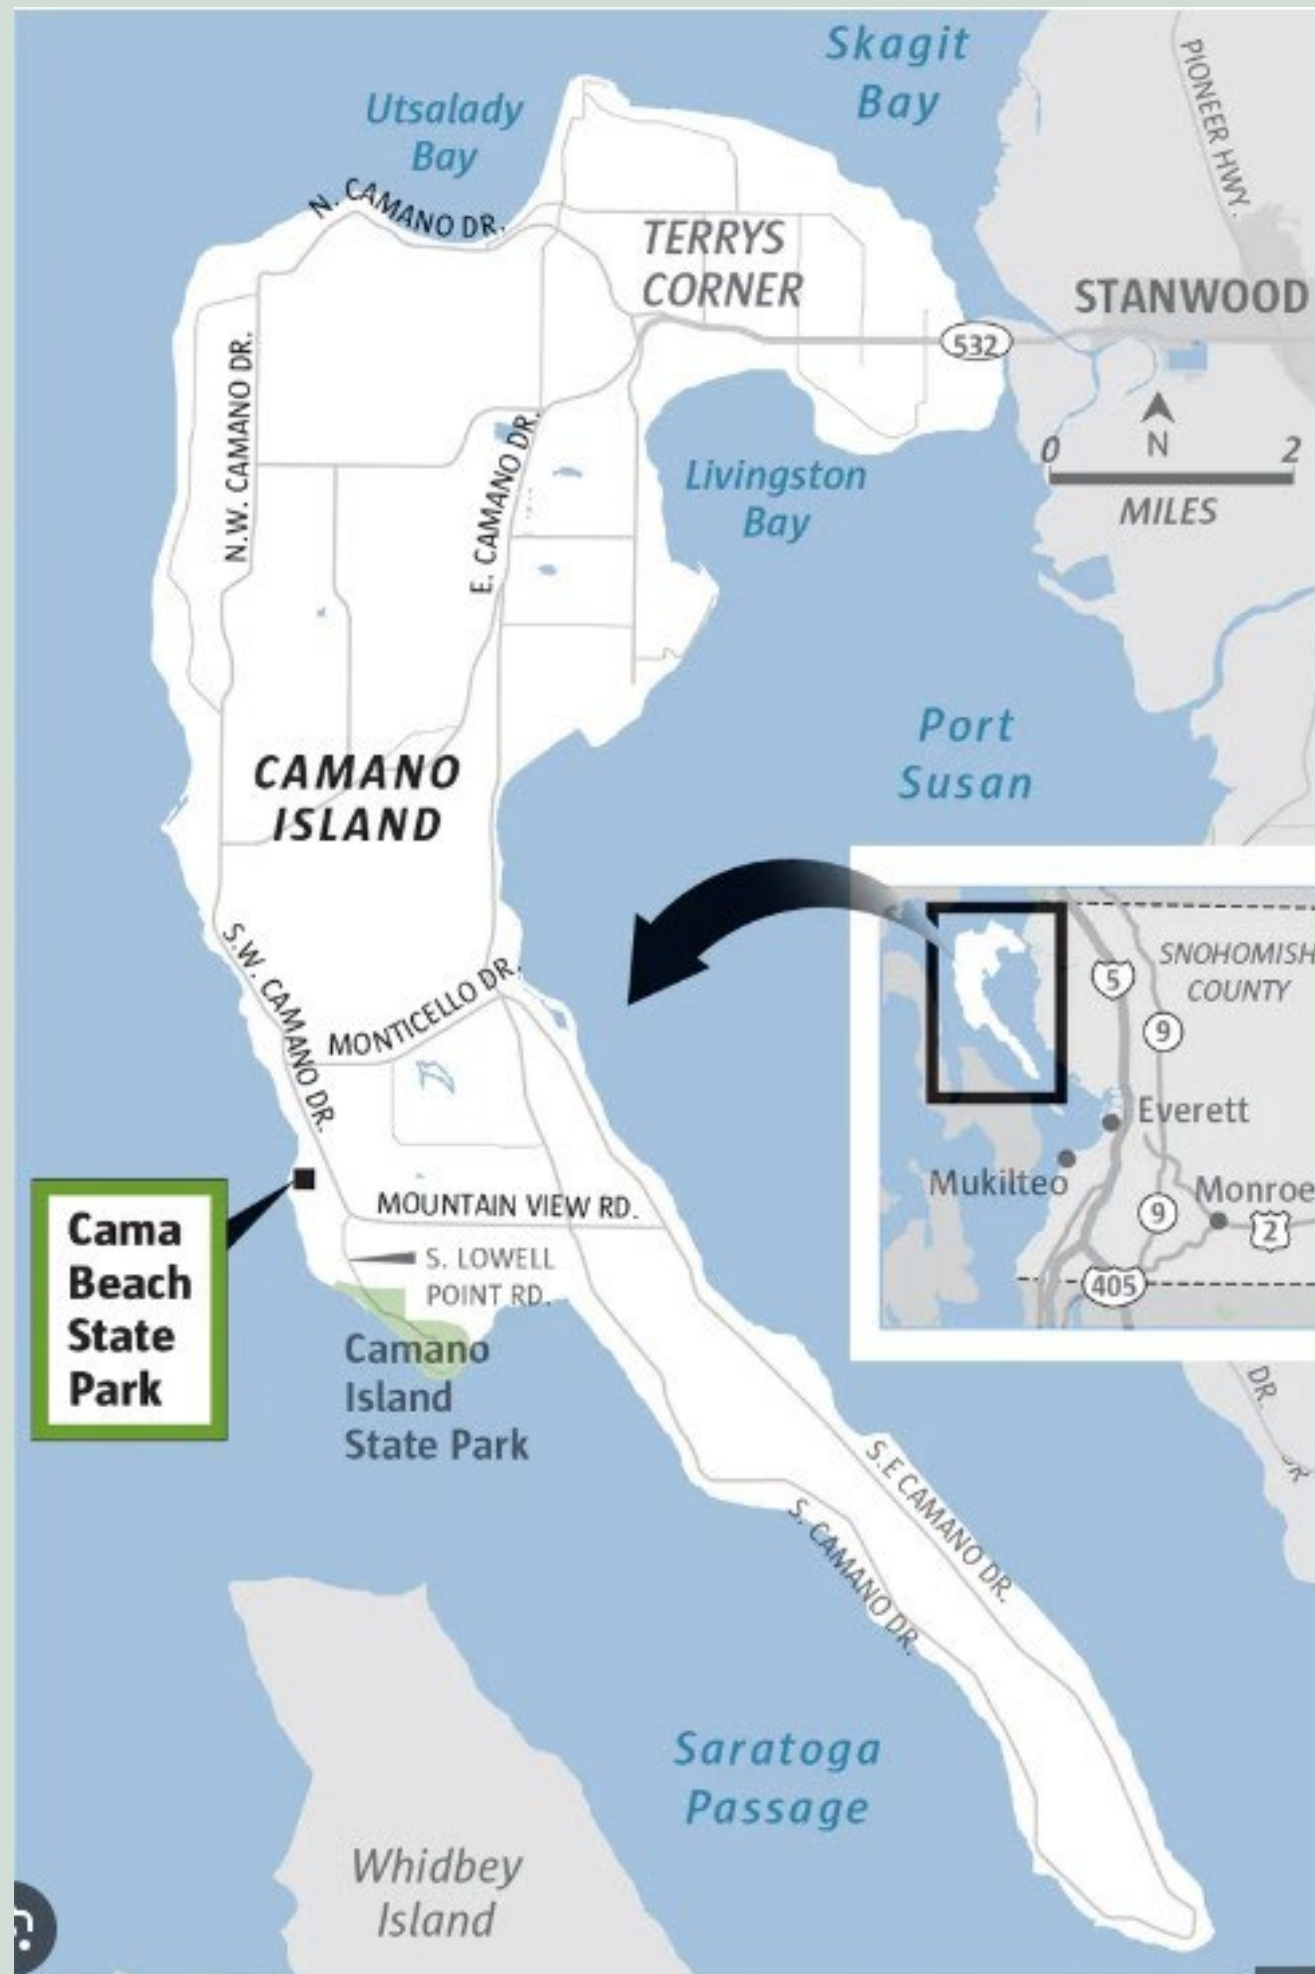 Skagit
Bay
Utsalady
Bay
PIONEER HWY.
N. CAMANO DR.
TERRYS
CORNER
STANWOOD
532
N.W. CAMANO DR.
E. CAMANO DR.
Livingston
Bay
N
0 2
MILES
Port
Susan
CAMANO
ISLAND
S.W. CAMANO DR.
MONTICELLO DR.
SNOHOMISH
COUNTY
5
9
Everett
Mukilteo
Monroe
9
2
405
Cama
Beach
State
Park
MOUNTAIN VIEW RD.
S. LOWELL
POINT RD.
Camano
Island
State Park
DR.
S.E CAMANO DR.
S. CAMANO DR.
Saratoga
Passage
Whidbey
Island